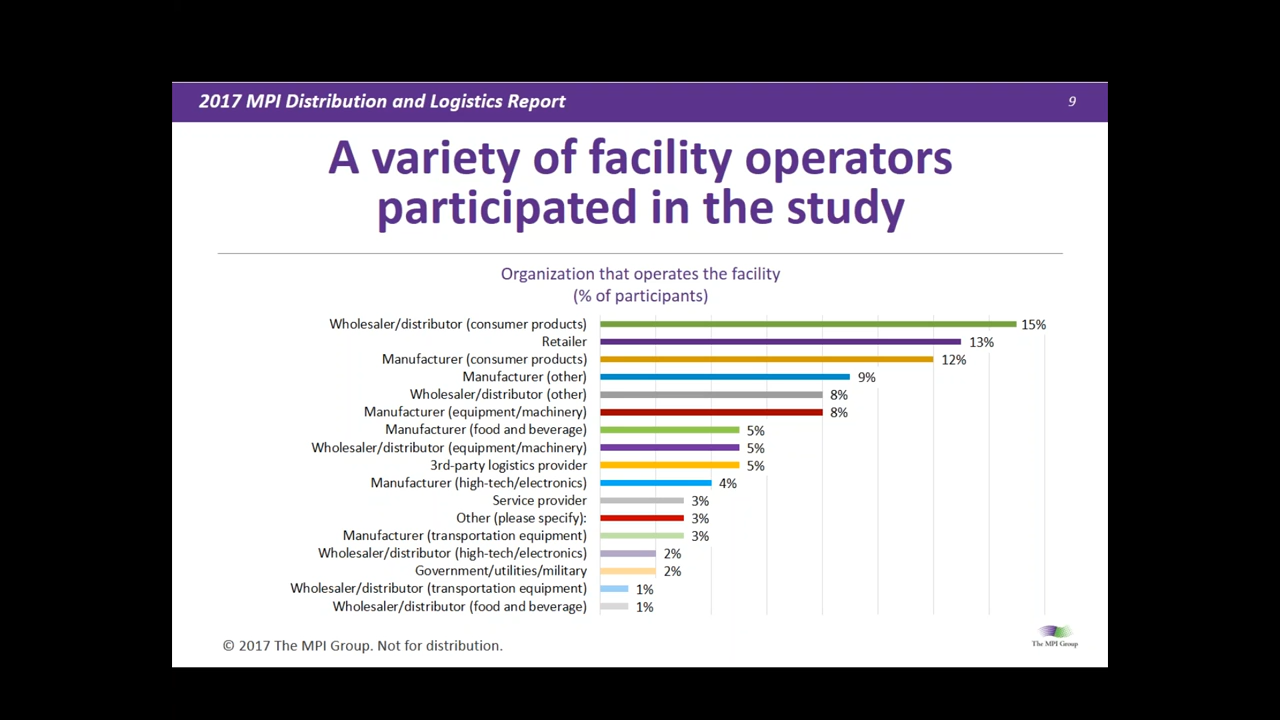 2017 MPI Distribution and Logistics Report 9
A variety of facility operators
participated in the study
Organization that operates the facility
(% of participants)
Wholesaler/distributor (consumer products) 15%
Retailer 13%
Manufacturer (consumer products) 12%
Manufacturer (other) 9%
Wholesaler/distributor (other) 8%
Manufacturer (equipment/machinery) 8%
Manufacturer (food and beverage) 5%
Wholesaler/distributor (equipment/machinery) 5%
3rd-party logistics provider 5%
Manufacturer (high-tech/electronics) 4%
Service provider 3%
Other (please specify): 3%
Manufacturer (transportation equipment) 3%
Wholesaler/distributor (high-tech/electronics) 2%
Government/utilities/military 2%
Wholesaler/distributor (transportation equipment) 1%
Wholesaler/distributor (food and beverage) 1%
© 2017 The MPI Group. Not for distribution.
The MPI Group